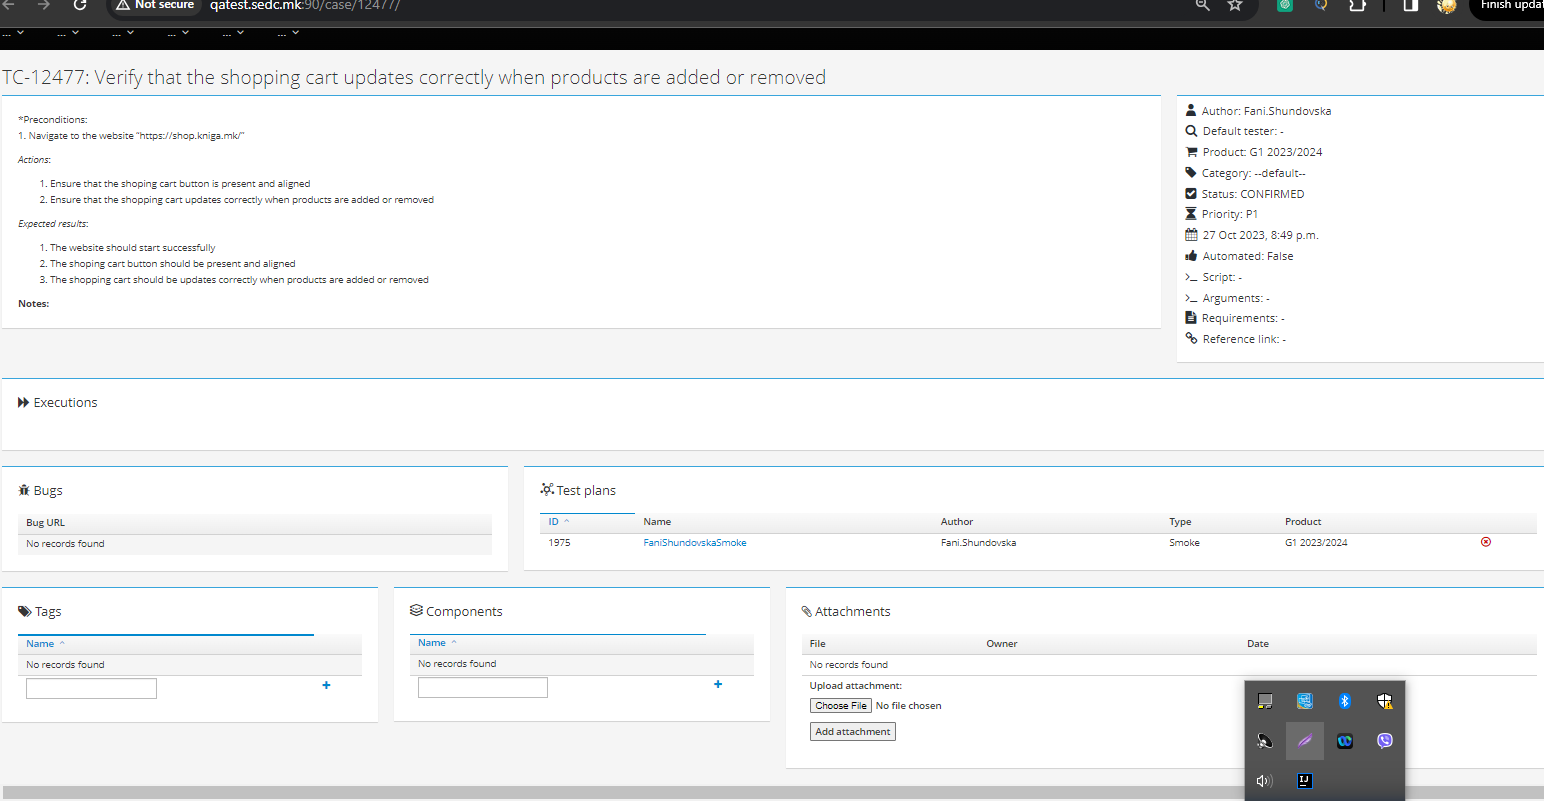 Not secure
qatest.sedc.mk:90/case/12477/
... ... ... ... ... ...
TC-12477: Verify that the shopping cart updates correctly when products are added or removed
*Preconditions:
1. Navigate to the website "https://shop.kniga.mk/"
Actions:
1. Ensure that the shoping cart button is present and aligned
2. Ensure that the shopping cart updates correctly when products are added or removed
Expected results:
1. The website should start successfully
2. The shoping cart button should be present and aligned
3. The shopping cart should be updates correctly when products are added or removed
Notes:
Author: Fani.Shundovska
Default tester: -
Product: G1 2023/2024
Category: --default--
Status: CONFIRMED
Priority: P1
27 Oct 2023, 8:49 p.m.
Automated: False
Script: -
Arguments: -
Requirements: -
Reference link: -
Executions
Bugs
Bug URL
No records found
Test plans
ID Name Author Type Product
1975 FaniShundovskaSmoke Fani.Shundovska Smoke G1 2023/2024
Tags
Name
No records found
Components
Name
No records found
Attachments
File Owner Date
No records found
Upload attachment:
Choose File No file chosen
Add attachment
IJ